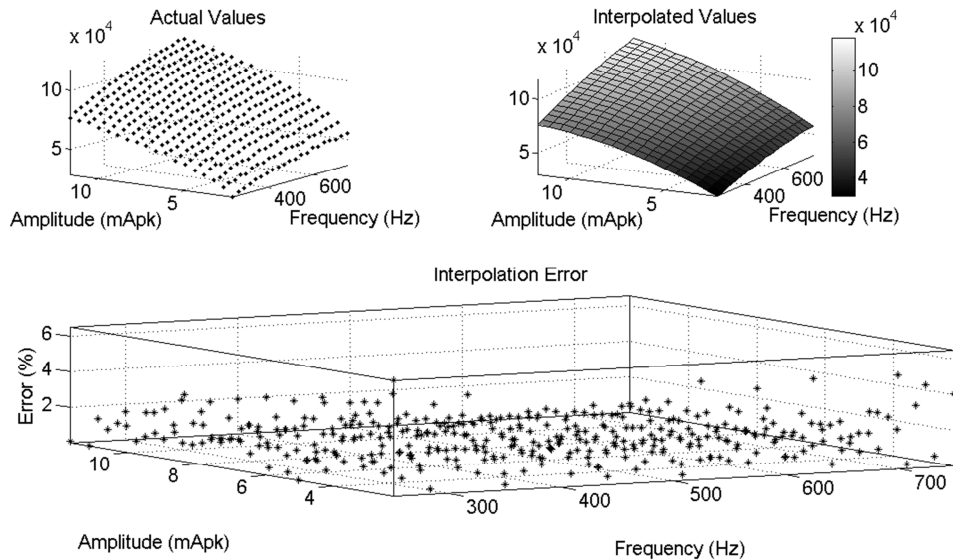 Actual Values
x 10^4
10
5
10
5
400
600
Amplitude (mApk)
Frequency (Hz)
Interpolated Values
x 10^4
10
5
10
5
400
600
Amplitude (mApk)
Frequency (Hz)
x 10^4
10
8
6
4
Interpolation Error
Error (%)
6
4
2
10
8
6
4
300
400
500
600
700
Amplitude (mApk)
Frequency (Hz)